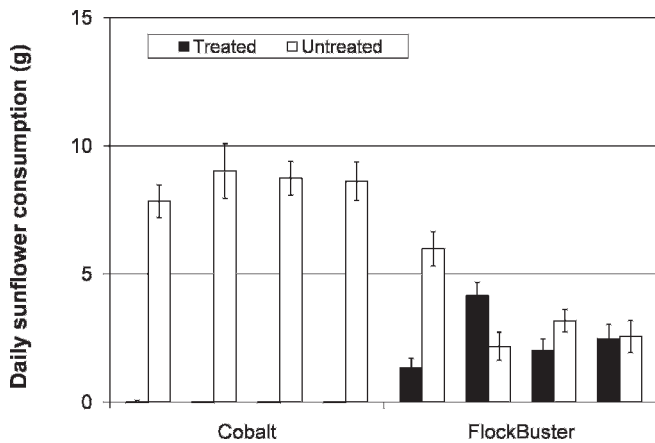 15
Treated Untreated
10
5
0
Daily sunflower consumption (g)
Cobalt FlockBuster